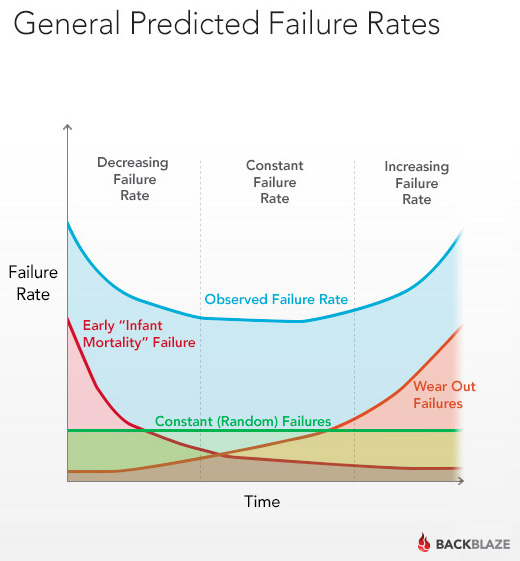 General Predicted Failure Rates
Decreasing
Failure
Rate
Constant
Failure
Rate
Increasing
Failure
Rate
Failure
Rate
Observed Failure Rate
Early “Infant
Mortality” Failure
Wear Out
Failures
Constant (Random) Failures
Time
BACKBLAZE